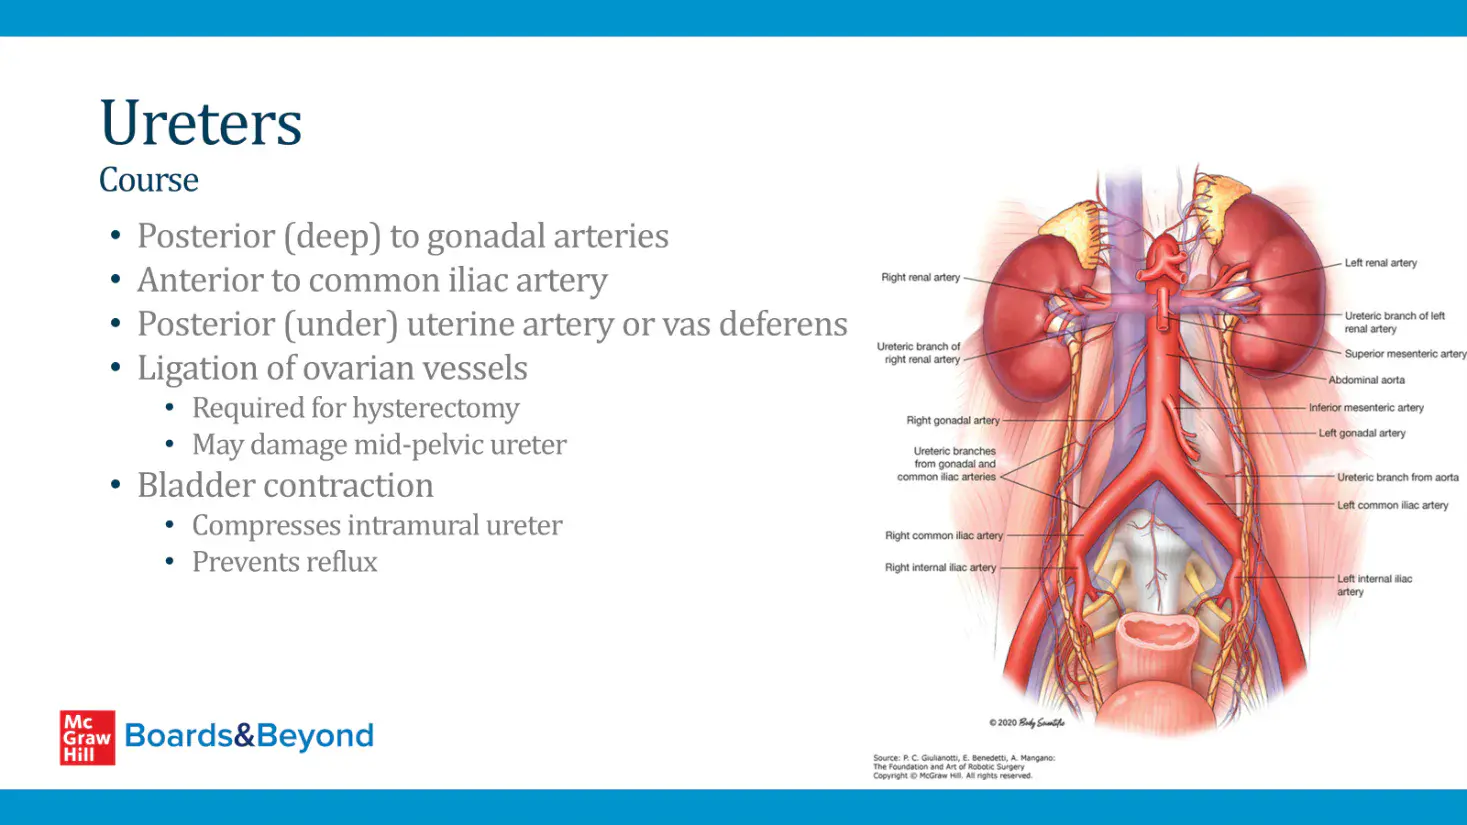 Ureters
Course
• Posterior (deep) to gonadal arteries
• Anterior to common iliac artery
• Posterior (under) uterine artery or vas deferens
• Ligation of ovarian vessels
• Required for hysterectomy
• May damage mid-pelvic ureter
• Bladder contraction
• Compresses intramural ureter
• Prevents reflux
Right renal artery
Ureteric branch of
right renal artery
Right gonadal artery
Ureteric branches
from gonadal and
common iliac arteries
Right common iliac artery
Right internal iliac artery
Left renal artery
Ureteric branch of left
renal artery
Superior mesenteric artery
Abdominal aorta
Inferior mesenteric artery
Left gonadal artery
Ureteric branch from aorta
Left common iliac artery
Left internal iliac
artery
© 2020 Body Scientific
Mc
Graw
Hill
Boards&Beyond
Source: P. C. Giulianotti, E. Benedetti, A. Mangano:
The Foundation and Art of Robotic Surgery
Copyright © McGraw Hill. All rights reserved.